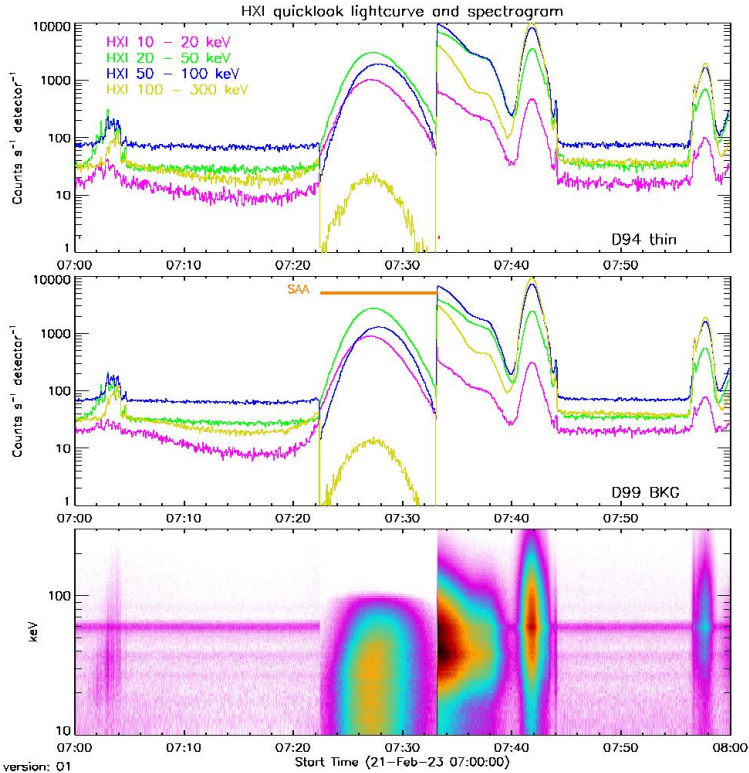 HXI quicklook lightcurve and spectrogram
10000
1000
100
10
1
Counts s⁻¹ detector⁻¹
HXI 10 – 20 keV
HXI 20 – 50 keV
HXI 50 – 100 keV
HXI 100 – 300 keV
D94 thin
07:00 07:10 07:20 07:30 07:40 07:50
10000
1000
100
10
1
Counts s⁻¹ detector⁻¹
SAA
D99 BKG
07:00 07:10 07:20 07:30 07:40 07:50 08:00
100
10
keV
07:00 07:10 07:20 07:30 07:40 07:50 08:00
Start Time (21-Feb-23 07:00:00)
version: 01